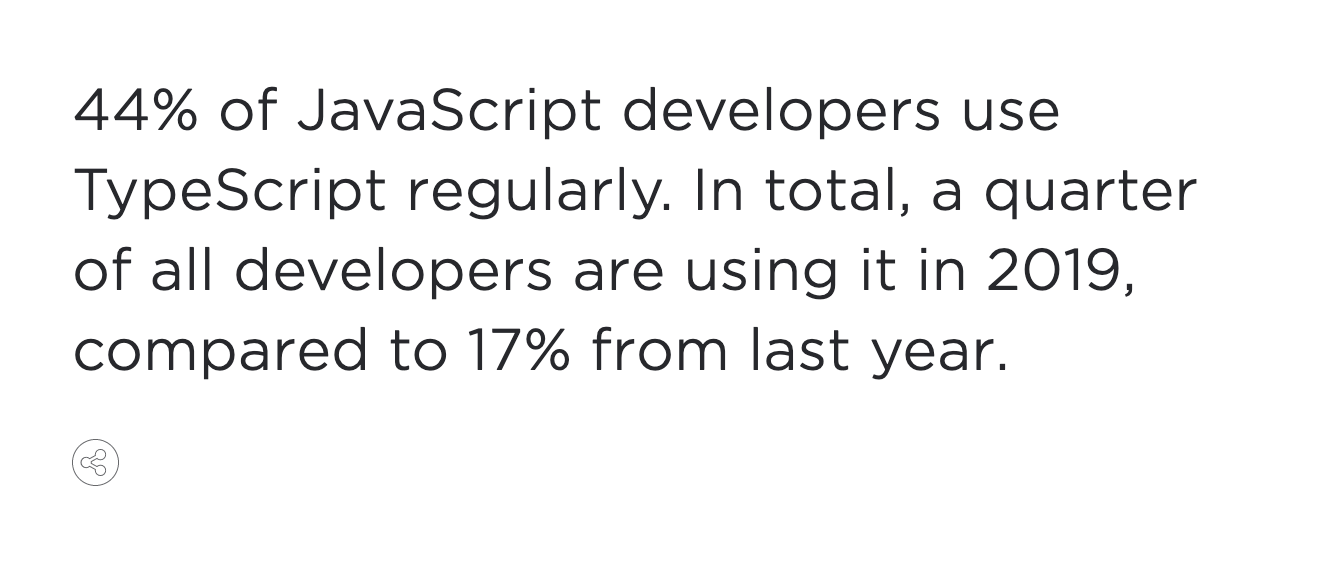 44% of JavaScript developers use
TypeScript regularly. In total, a quarter
of all developers are using it in 2019,
compared to 17% from last year.